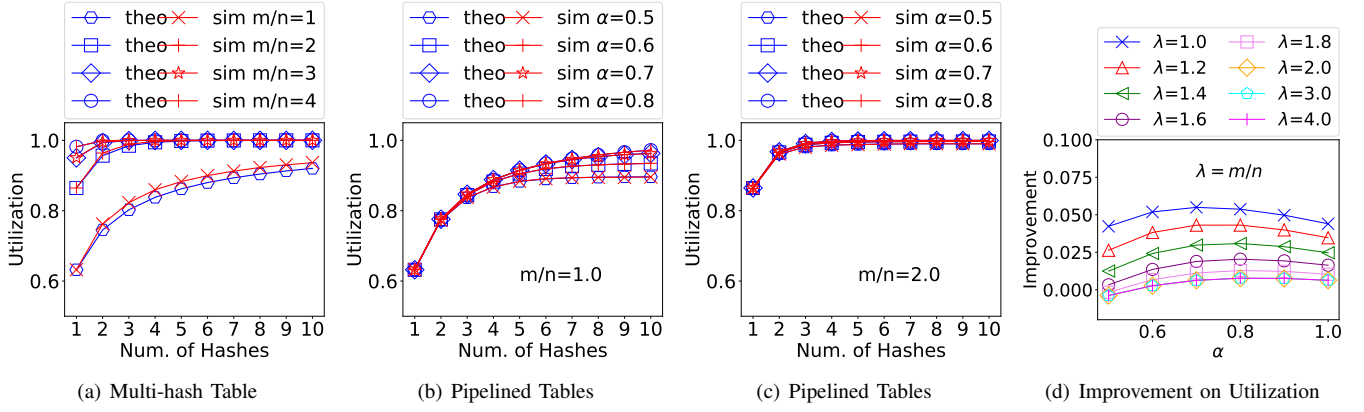 theo sim m/n=1
theo sim m/n=2
theo sim m/n=3
theo sim m/n=4
1.0
0.8
0.6
Utilization
1 2 3 4 5 6 7 8 9 10
Num. of Hashes
(a) Multi-hash Table
theo sim α=0.5
theo sim α=0.6
theo sim α=0.7
theo sim α=0.8
1.0
0.8
0.6
Utilization
m/n=1.0
1 2 3 4 5 6 7 8 9 10
Num. of Hashes
(b) Pipelined Tables
theo sim α=0.5
theo sim α=0.6
theo sim α=0.7
theo sim α=0.8
1.0
0.8
0.6
Utilization
m/n=2.0
1 2 3 4 5 6 7 8 9 10
Num. of Hashes
(c) Pipelined Tables
λ=1.0 λ=1.8
λ=1.2 λ=2.0
λ=1.4 λ=3.0
λ=1.6 λ=4.0
0.100
0.075
0.050
0.025
0.000
Improvement
λ = m/n
0.6 0.8 1.0
α
(d) Improvement on Utilization